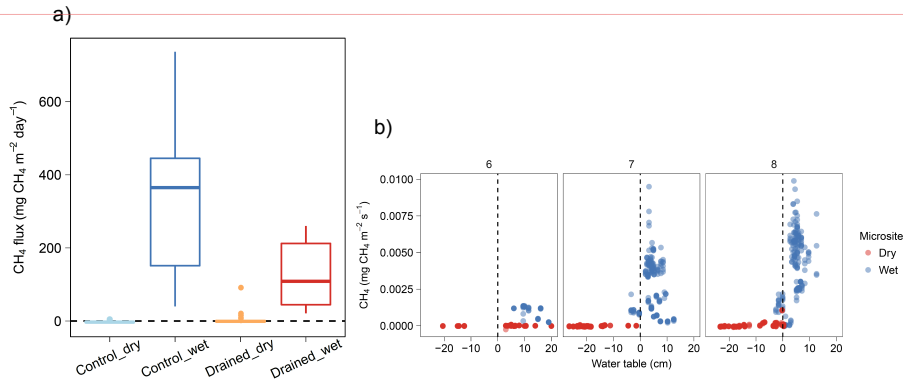 a)
CH₄ flux (mg CH₄ m⁻² day⁻¹)
600
400
200
0
Control_dry
Control_wet
Drained_dry
Drained_wet
b)
6
7
8
CH₄ (mg CH₄ m⁻² s⁻¹)
0.0100
0.0075
0.0050
0.0025
0.0000
−20 −10 0 10 20
−20 −10 0 10 20
−20 −10 0 10 20
Water table (cm)
Microsite
Dry
Wet